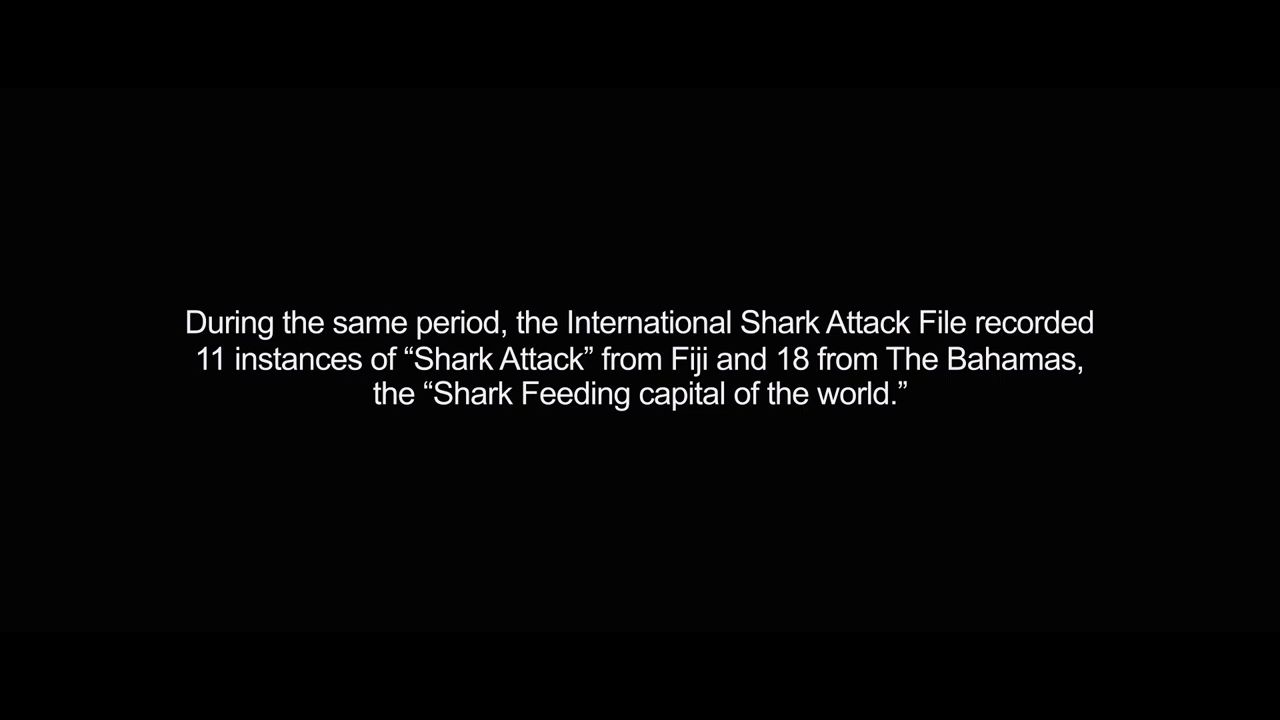 During the same period, the International Shark Attack File recorded
11 instances of “Shark Attack” from Fiji and 18 from The Bahamas,
the “Shark Feeding capital of the world.”